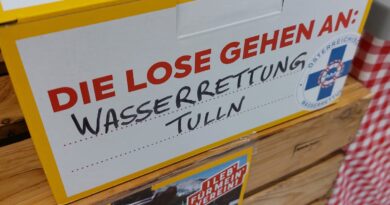 DIE LOSE GEHEN AN:
WASSERRETTUNG
TULLN